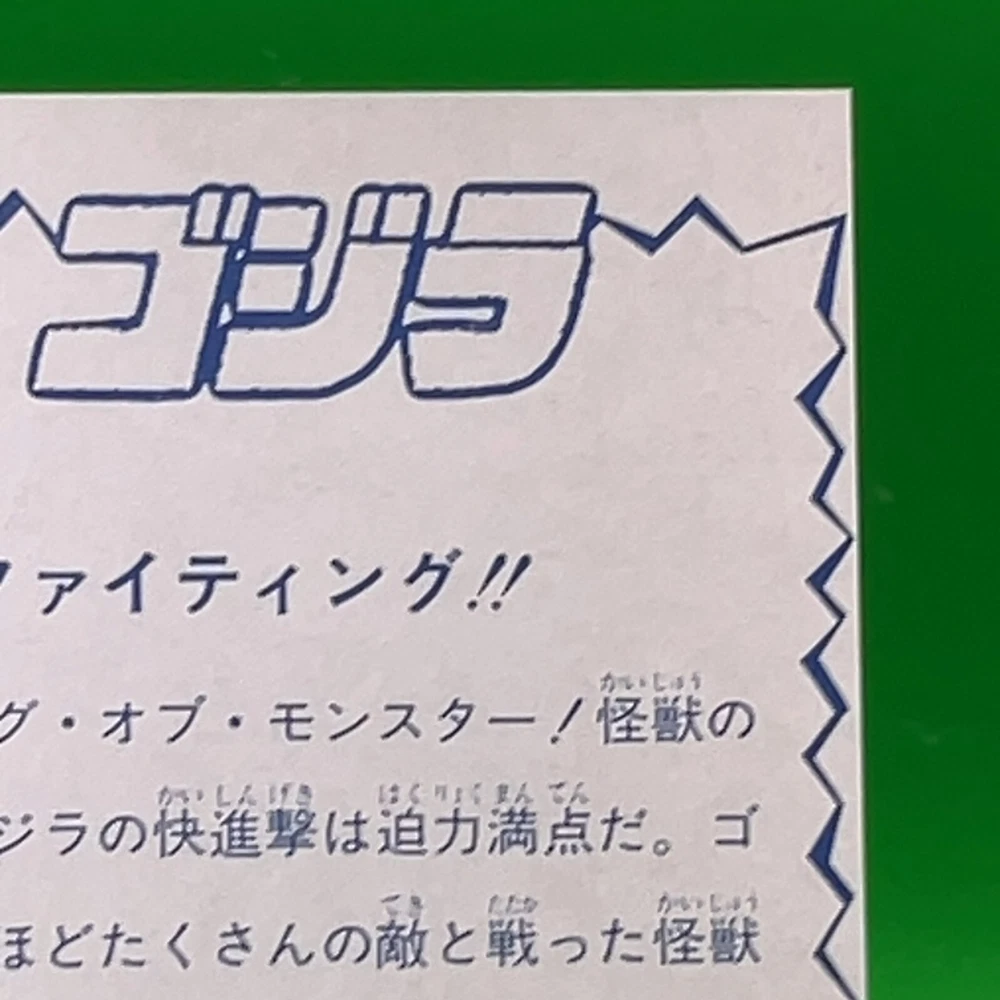 ゴジラ
ファイティング!!
グ・オブ・モンスター!怪獣の
ジラの快進撃は迫力満点だ。ゴ
ほどたくさんの敵と戦った怪獣